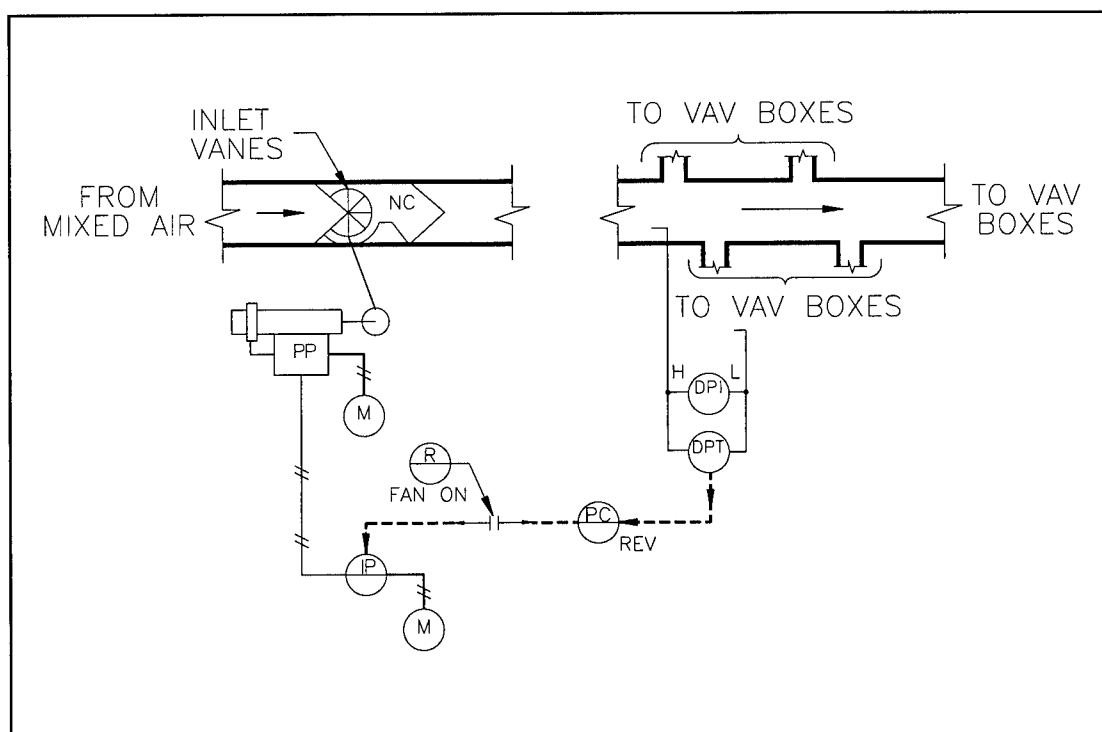 TO VAV BOXES
INLET
VANES
NC
FROM
MIXED AIR
TO VAV
BOXES
TO VAV BOXES
PP
H
L
DPI
M
DPT
R
FAN ON
PC
REV
IP
M